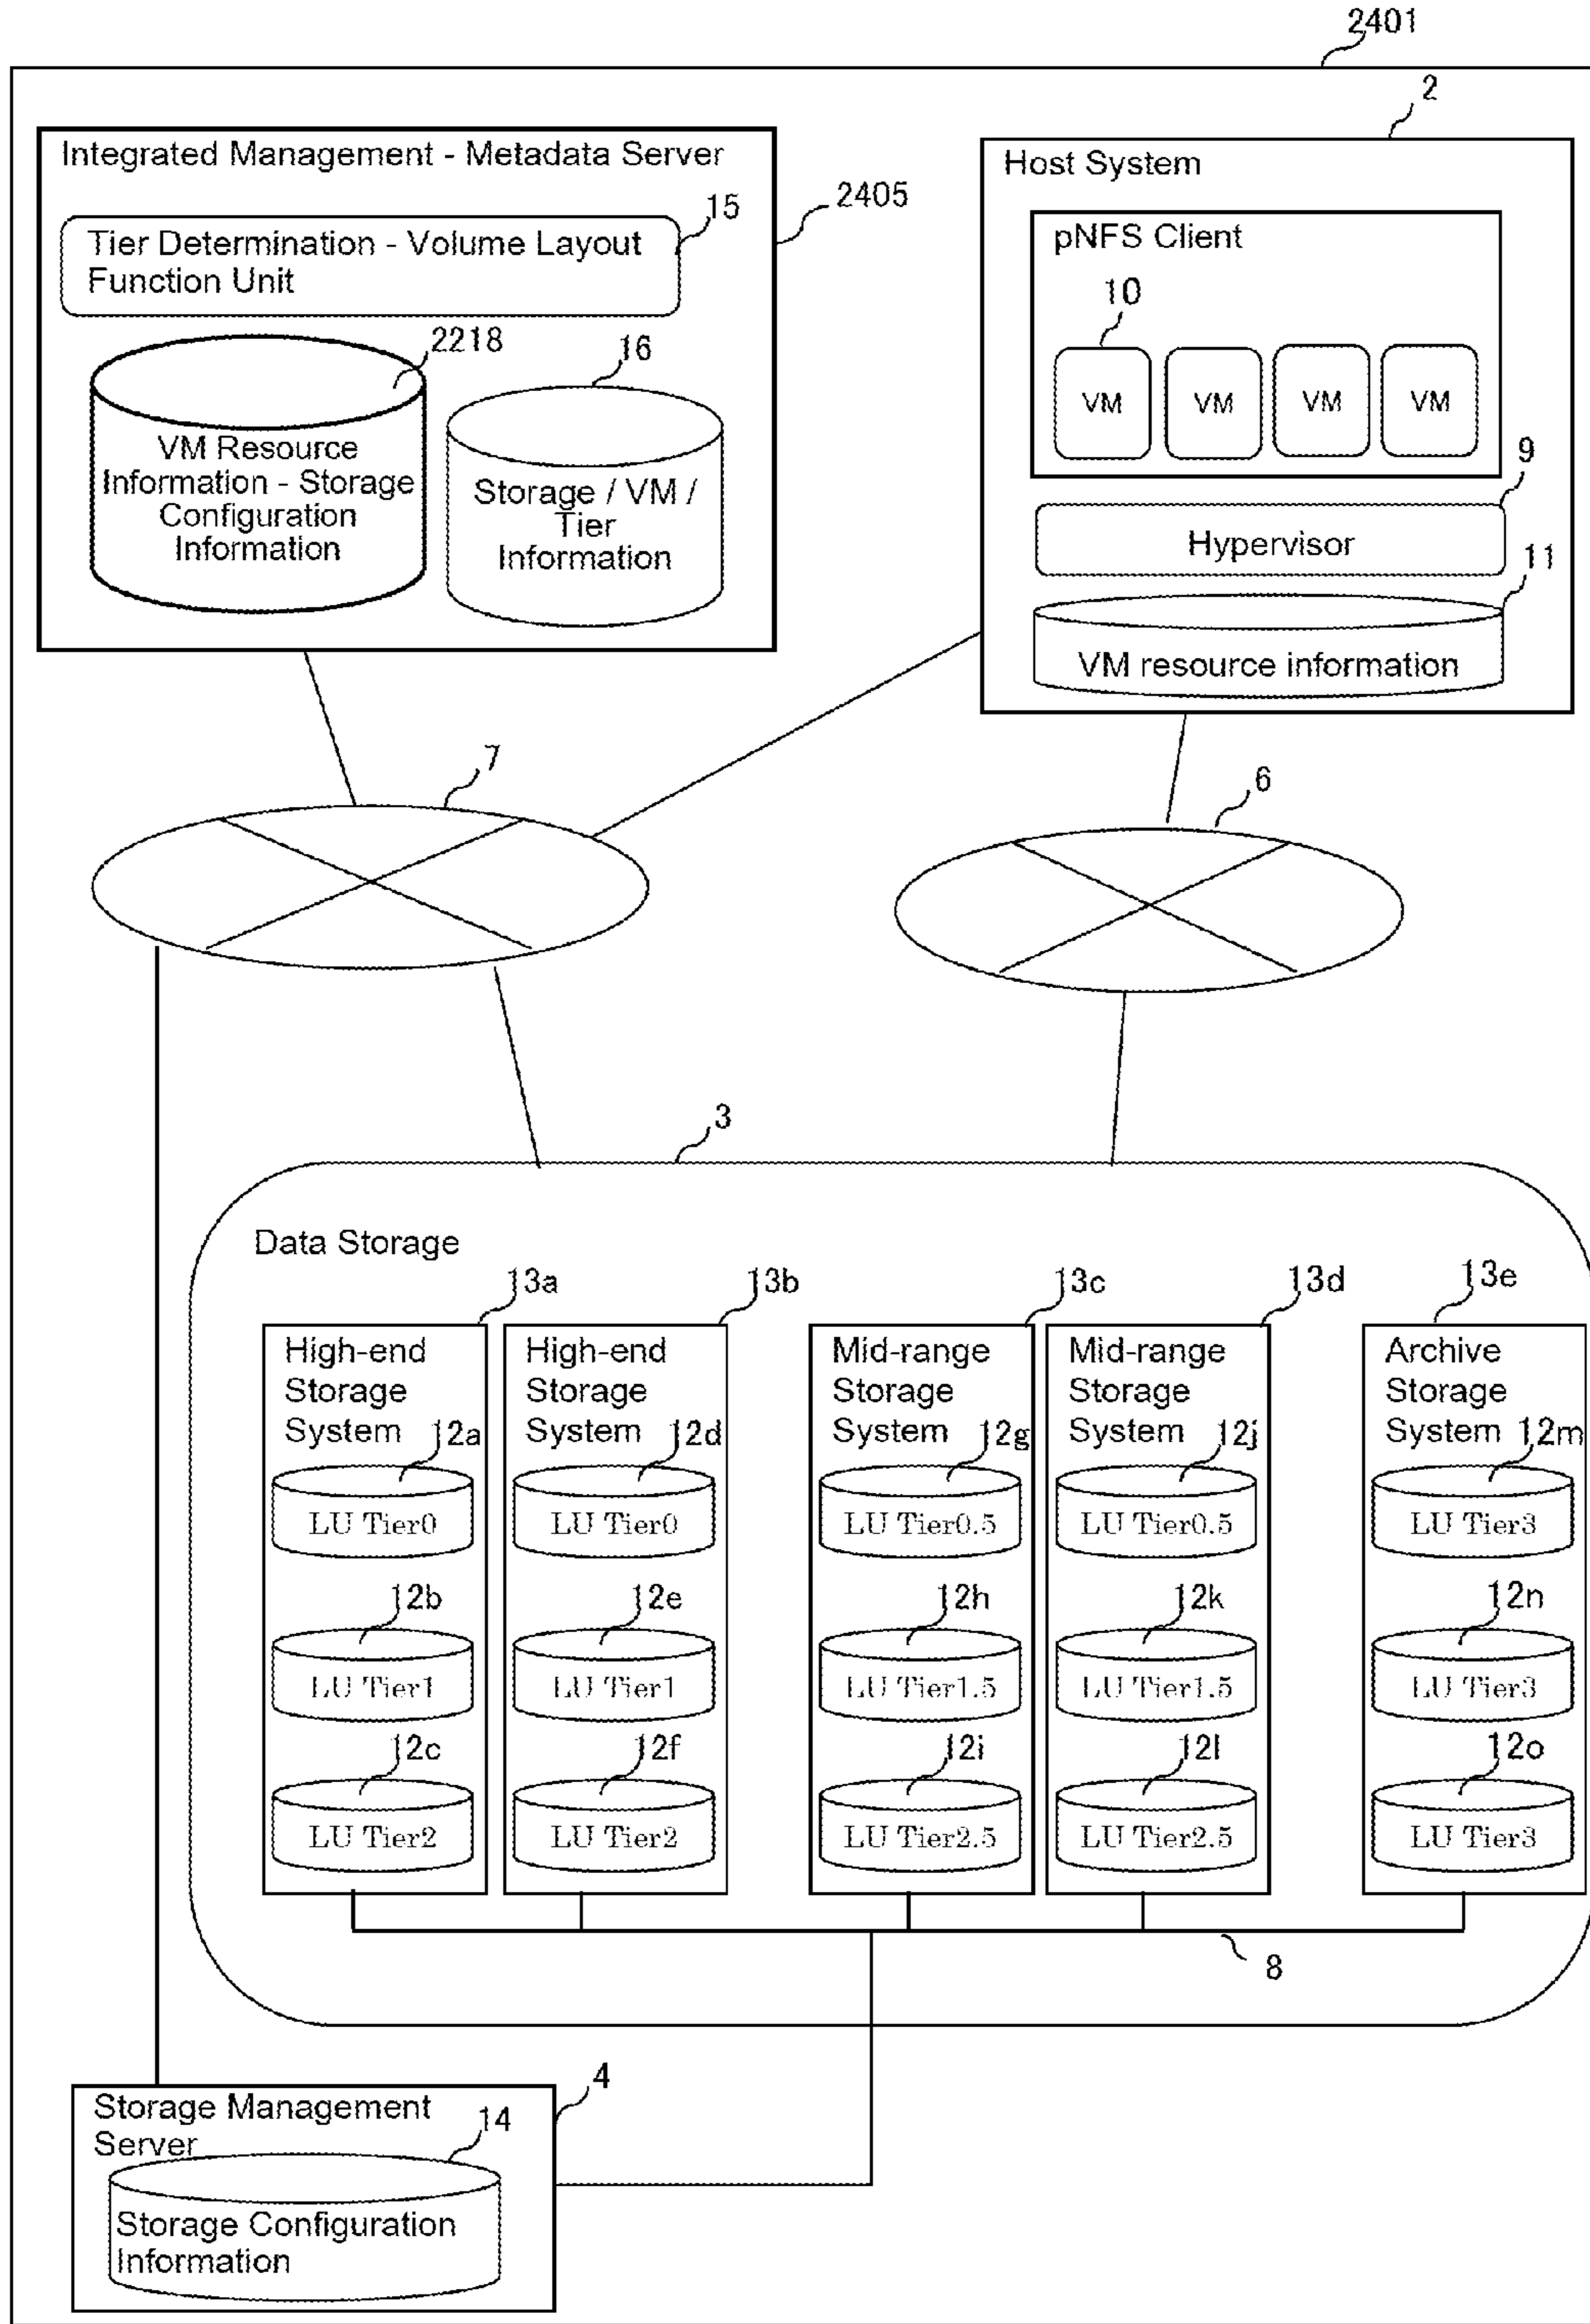 2401
2
Integrated Management - Metadata Server
2405
15
Tier Determination - Volume Layout
Function Unit
2218
16
VM Resource
Information - Storage
Configuration
Information
Storage / VM /
Tier
Information
Host System
pNFS Client
10
VM
VM
VM
VM
9
Hypervisor
11
VM resource information
7
6
3
Data Storage
13a
13b
13c
13d
13e
High-end
Storage
System
12a
LU Tier0
12b
LU Tier1
12c
LU Tier2
High-end
Storage
System
12d
LU Tier0
12e
LU Tier1
12f
LU Tier2
Mid-range
Storage
System
12g
LU Tier0.5
12h
LU Tier1.5
12i
LU Tier2.5
Mid-range
Storage
System
12j
LU Tier0.5
12k
LU Tier1.5
12l
LU Tier2.5
Archive
Storage
System
12m
LU Tier3
12n
LU Tier3
12o
LU Tier3
8
4
Storage Management
Server
14
Storage Configuration
Information